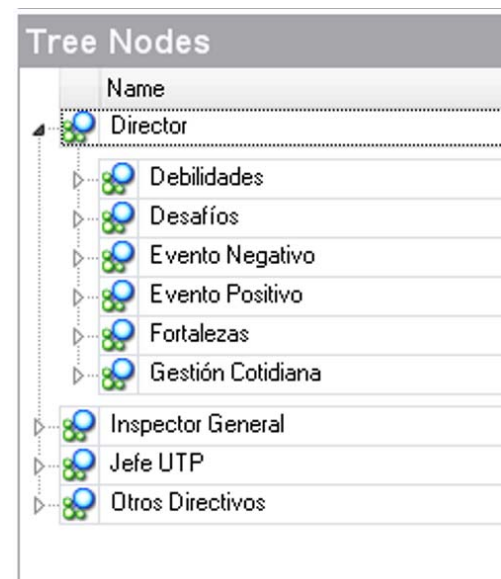 Tree Nodes
Name
Director
Debilidades
Desafíos
Evento Negativo
Evento Positivo
Fortalezas
Gestión Cotidiana
Inspector General
Jefe UTP
Otros Directivos